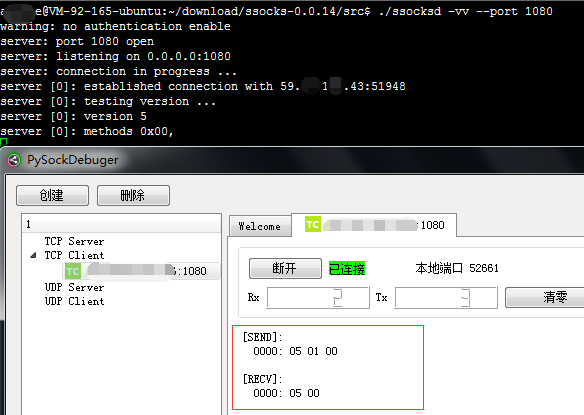 @VM-92-165-ubuntu:~/download/ssocks-0.0.14/src$ ./ssocksd -vv --port 1080
warning: no authentication enable
server: port 1080 open
server: listening on 0.0.0.0:1080
server: connection in progress ...
server [0]: established connection with 59. 1 .43:51948
server [0]: testing version ...
server [0]: version 5
server [0]: methods 0x00,
PySockDebuger
创建 删除
1
TCP Server
TCP Client
TC :1080
UDP Server
UDP Client
Welcome TC :1080
断开 已连接 本地端口 52661
Rx 2 Tx 3 清零
[SEND]:
0000: 05 01 00
[RECV]:
0000: 05 00